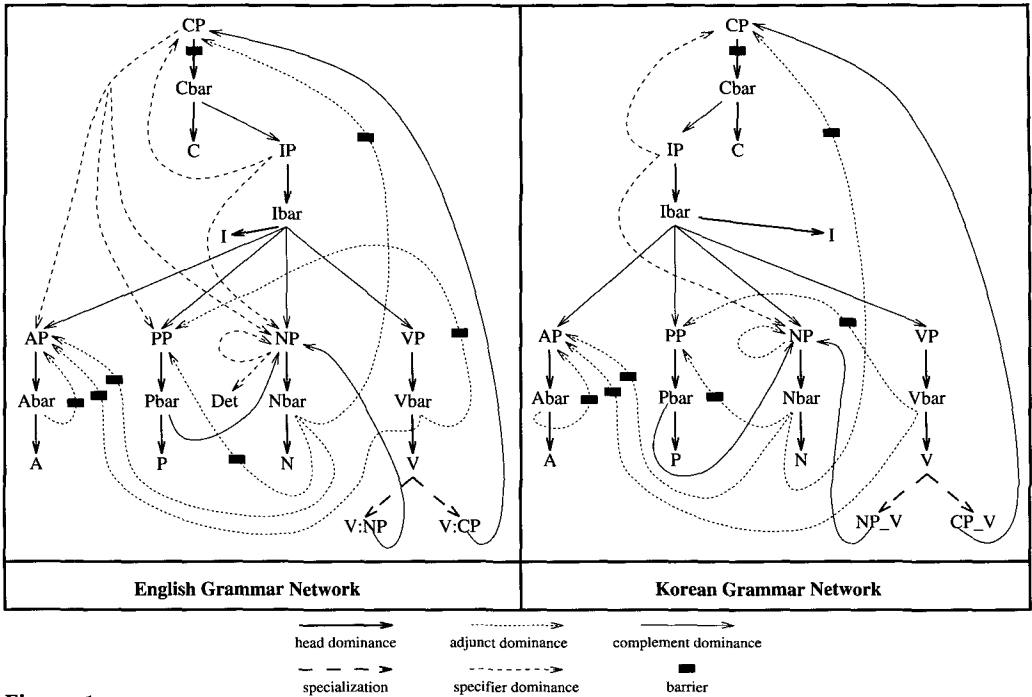 CP
Cbar
C
IP
Ibar
I
AP
PP
NP
VP
Abar
Pbar
Det
Nbar
Vbar
A
P
N
V
V:NP
V:CP
English Grammar Network
CP
Cbar
IP
C
Ibar
I
AP
PP
NP
VP
Abar
Pbar
Nbar
Vbar
A
P
N
V
NP_V
CP_V
Korean Grammar Network
head dominance
adjunct dominance
complement dominance
specialization
specifier dominance
barrier